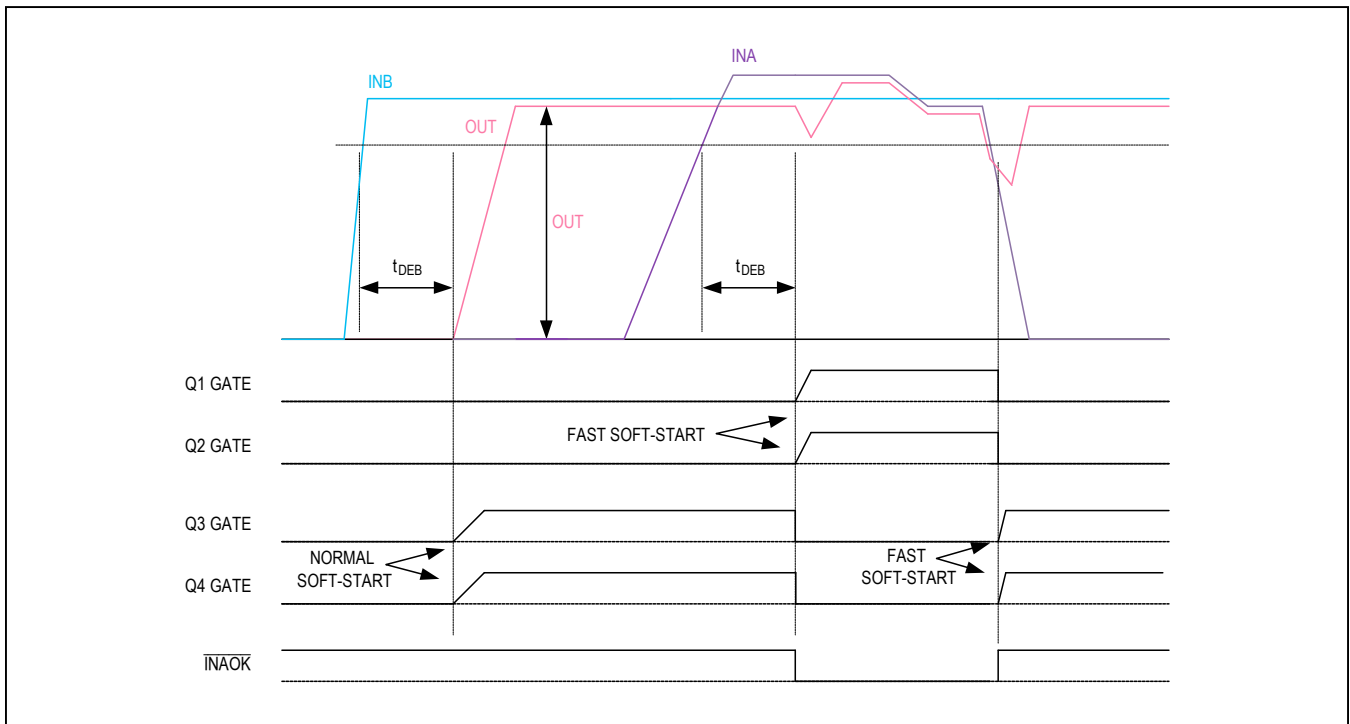 INA
INB
OUT
OUT
tDEB
tDEB
Q1 GATE
FAST SOFT-START
Q2 GATE
Q3 GATE
NORMAL
SOFT-START
FAST
SOFT-START
Q4 GATE
INAOK